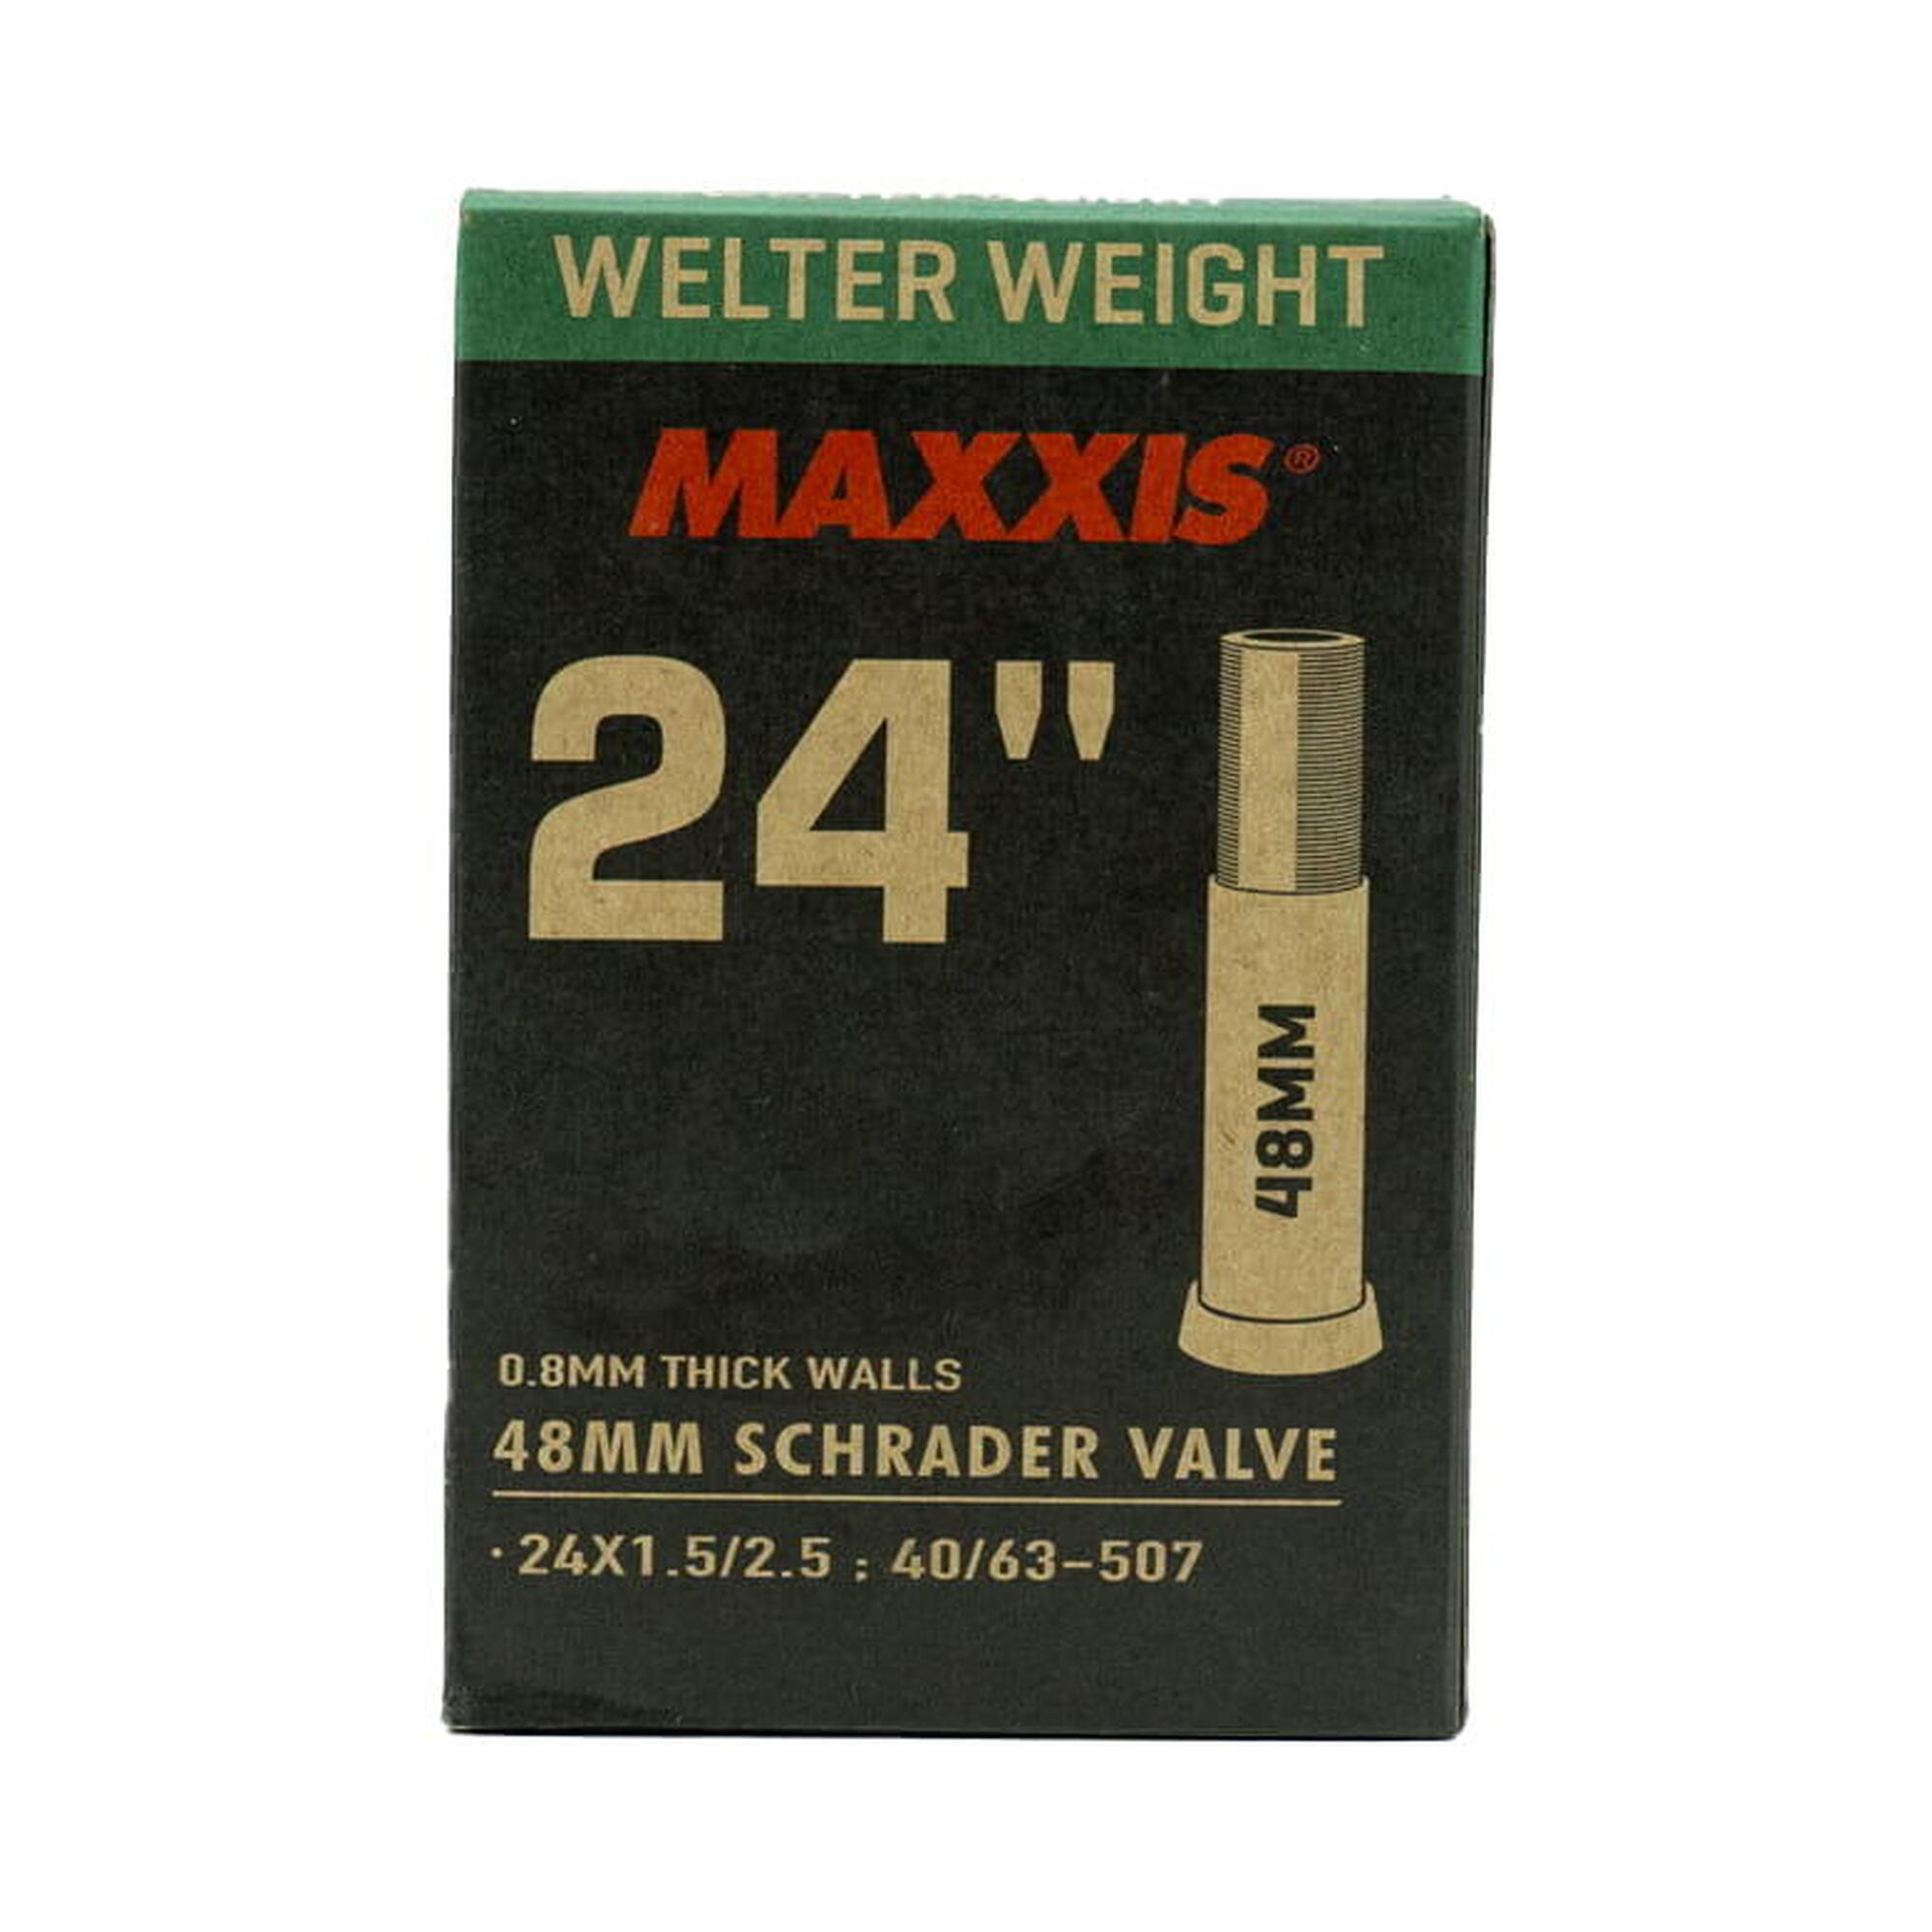 WELTER WEIGHT
MAXXIS®
24"
48MM
0.8MM THICK WALLS
48MM SCHRADER VALVE
· 24X1.5/2.5 ; 40/63-507